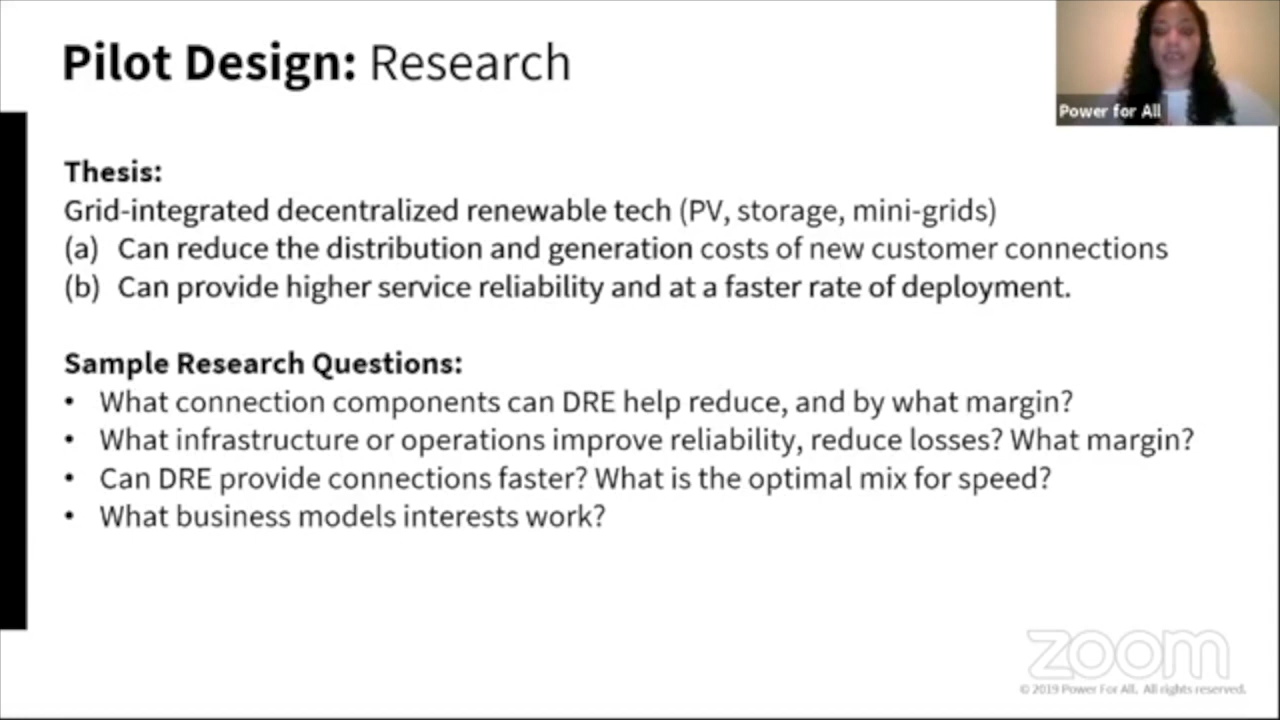 Pilot Design: Research
Power for All
Thesis:
Grid-integrated decentralized renewable tech (PV, storage, mini-grids)
(a) Can reduce the distribution and generation costs of new customer connections
(b) Can provide higher service reliability and at a faster rate of deployment.
Sample Research Questions:
• What connection components can DRE help reduce, and by what margin?
• What infrastructure or operations improve reliability, reduce losses? What margin?
• Can DRE provide connections faster? What is the optimal mix for speed?
• What business models interests work?
zoom
© 2019 Power For All. All rights reserved.